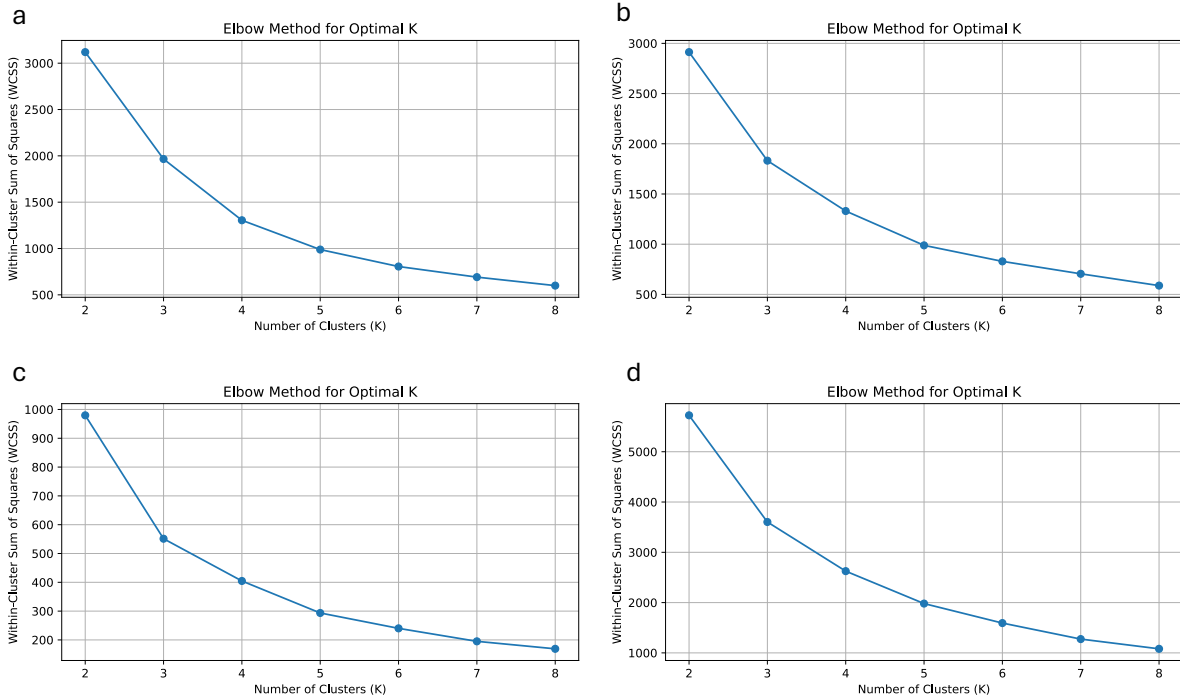 a
Elbow Method for Optimal K
Within-Cluster Sum of Squares (WCSS)
3000
2500
2000
1500
1000
500
2 3 4 5 6 7 8
Number of Clusters (K)
b
Elbow Method for Optimal K
Within-Cluster Sum of Squares (WCSS)
3000
2500
2000
1500
1000
500
2 3 4 5 6 7 8
Number of Clusters (K)
c
Elbow Method for Optimal K
Within-Cluster Sum of Squares (WCSS)
1000
900
800
700
600
500
400
300
200
2 3 4 5 6 7 8
Number of Clusters (K)
d
Elbow Method for Optimal K
Within-Cluster Sum of Squares (WCSS)
5000
4000
3000
2000
1000
2 3 4 5 6 7 8
Number of Clusters (K)